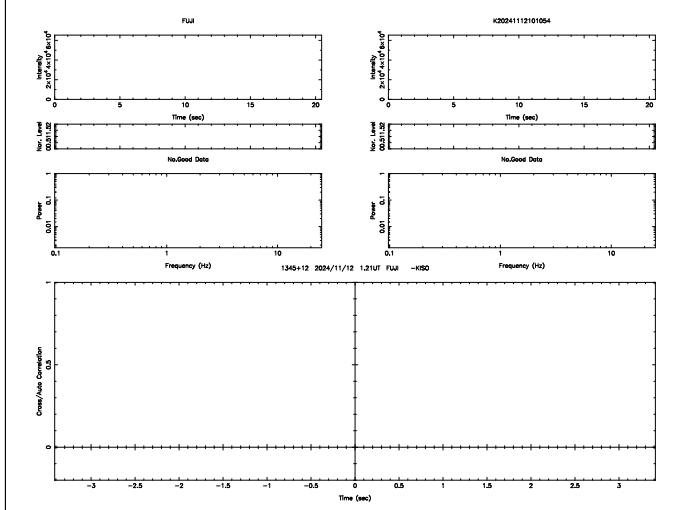 FUJI
K20241112101054
Intensity
2×10⁴ 4×10⁴ 6×10⁴
0 5 10 15 20
Time (sec)
Intensity
2×10⁴ 4×10⁴ 6×10⁴
0 5 10 15 20
Time (sec)
Nor. Level
00.511.52
Nor. Level
00.511.52
No.Good Data
No.Good Data
Power
0.01 0.1 1
0.1 1 10
Frequency (Hz)
Power
0.01 0.1 1
0.1 1 10
Frequency (Hz)
1345+12 2024/11/12 1.21UT FUJI -KISO
Cross/Auto Correlation
0 0.5 1
-3 -2.5 -2 -1.5 -1 -0.5 0 0.5 1 1.5 2 2.5 3
Time (sec)